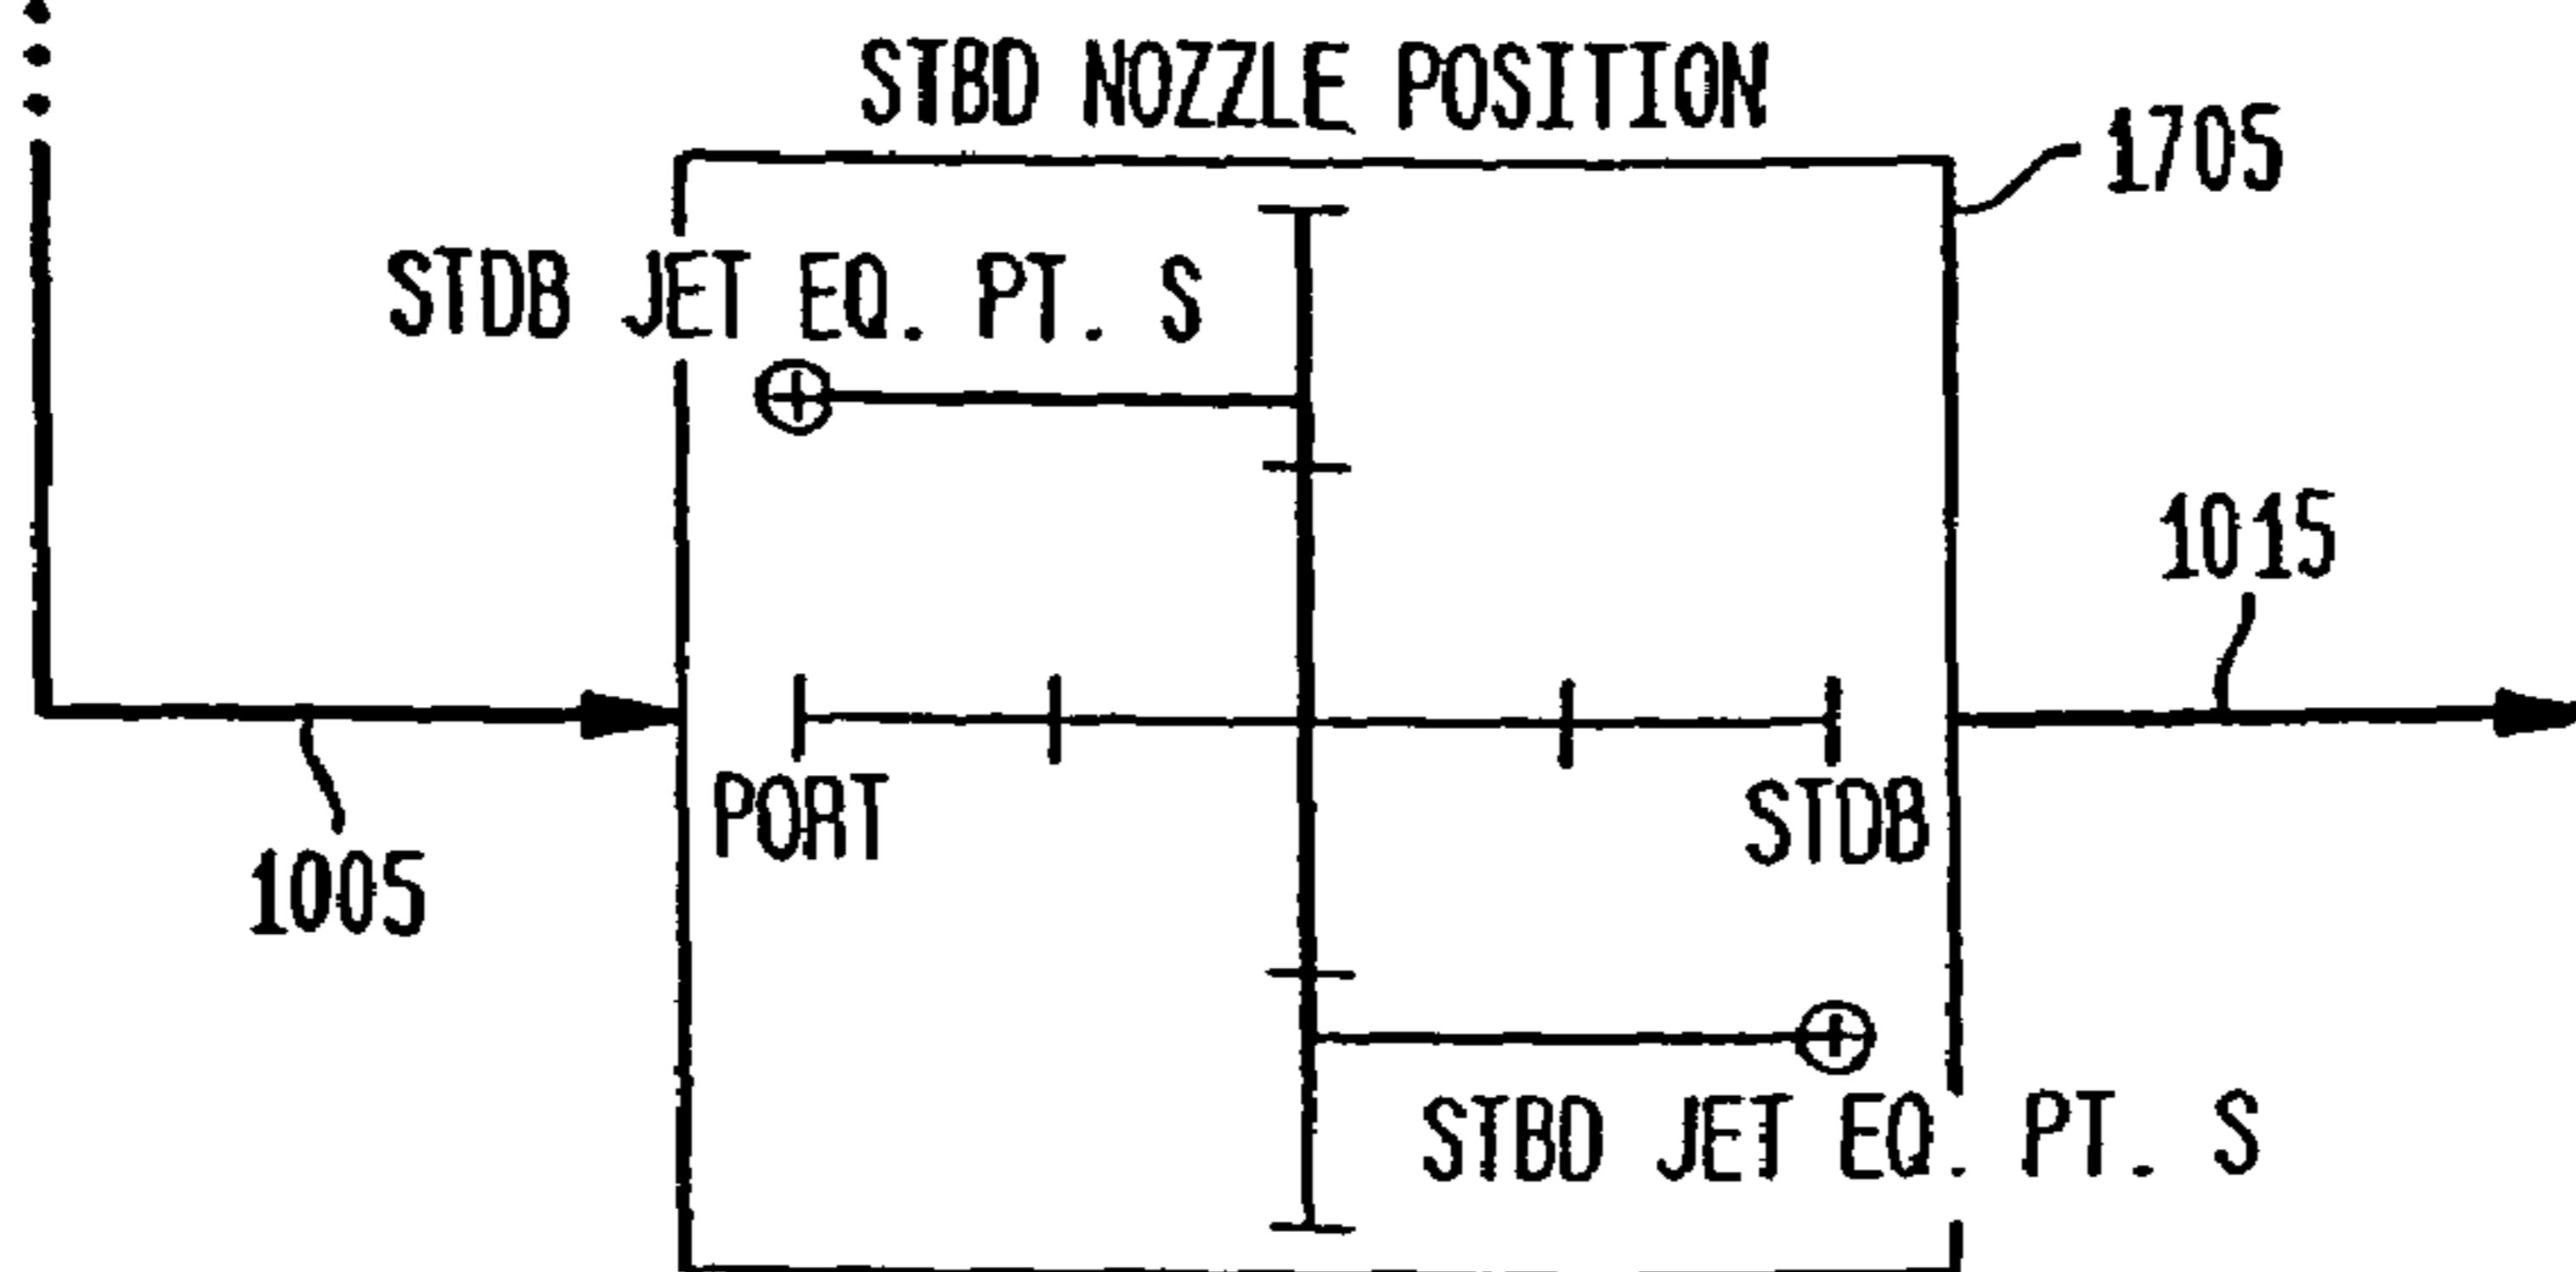 STBD NOZZLE POSITION
1705
STDB JET EQ. PT. S
1015
PORT
STDB
1005
STBD JET EQ. PT. S